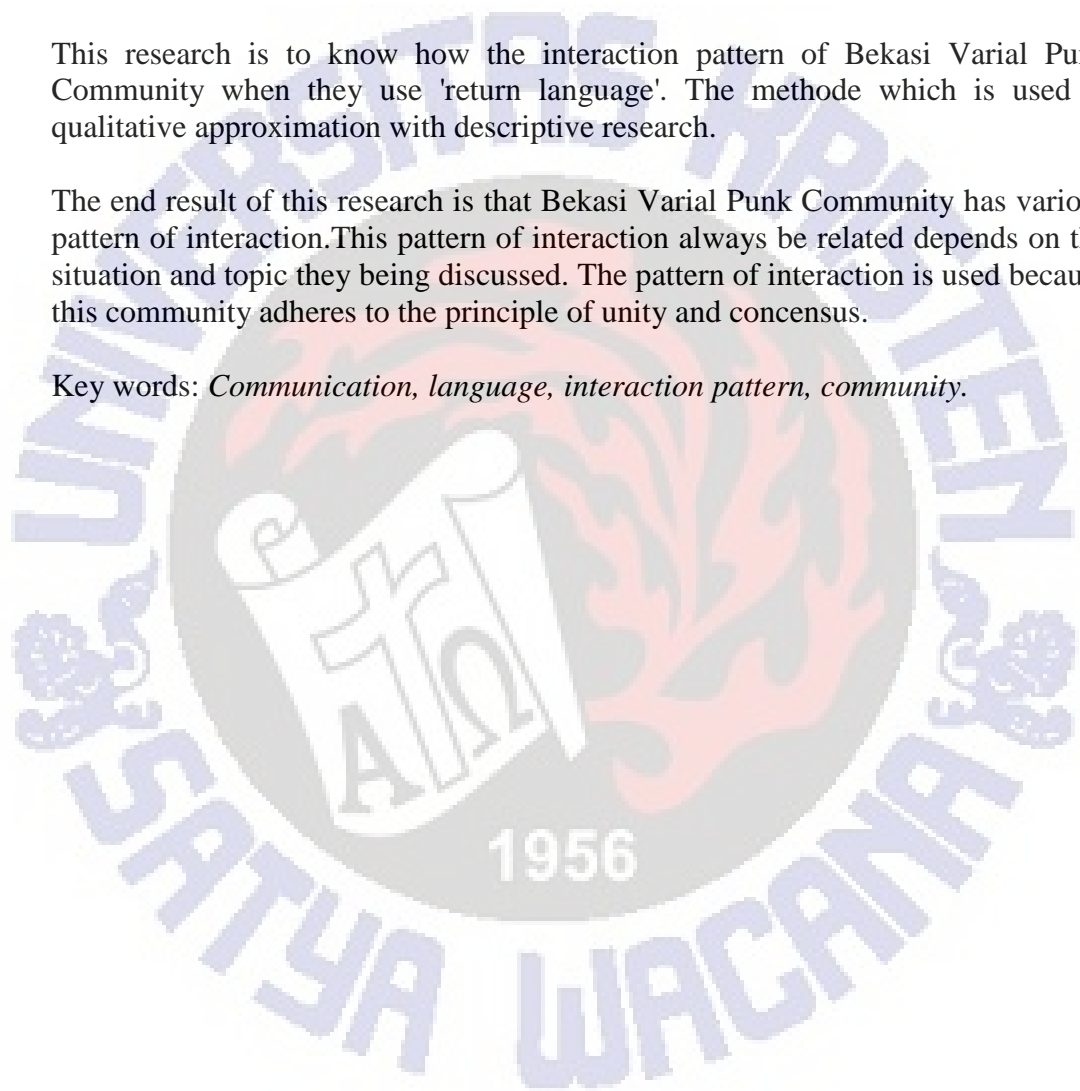 This research is to know how the interaction pattern of Bekasi Varial
Community when they use 'return language'. The methode which is used
qualitative approximation with descriptive research.
The end result of this research is that Bekasi Varial Punk Community has
pattern of interaction.This pattern of interaction always be related depends on
situation and topic they being discussed. The pattern of interaction is used
this community adheres to the principle of unity and concensus.
Key words: Communication, language, interaction pattern, community.
UNIVERSITAS KRISTEN
1956
SATYA WACANA
Α Ω